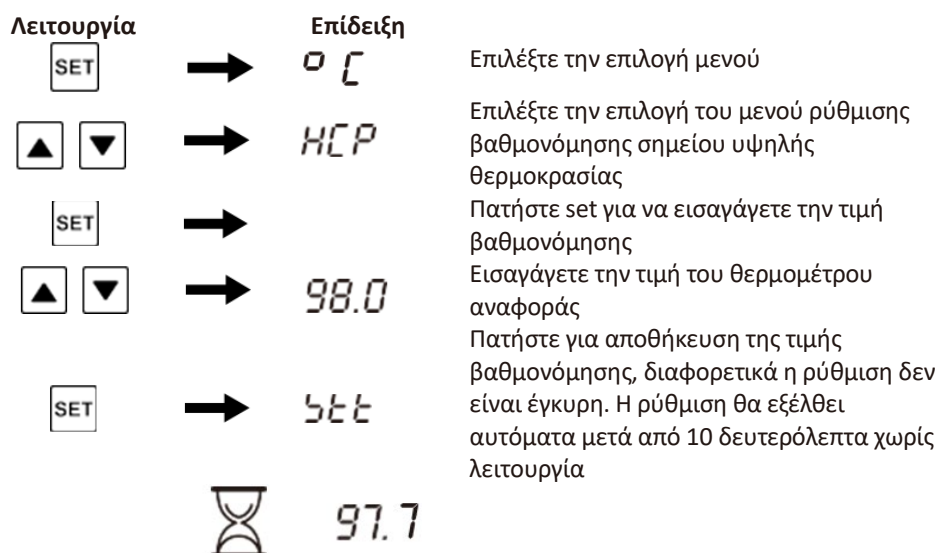 Λειτουργία Επίδειξη
SET °C Επιλέξτε την επιλογή μενού
Επιλέξτε την επιλογή του μενού ρύθμισης
HCP βαθμονόμησης σημείου υψηλής
θερμοκρασίας
SET Πατήστε set για να εισαγάγετε την τιμή
βαθμονόμησης
Εισαγάγετε την τιμή του θερμομέτρου
98.0 αναφοράς
Πατήστε για αποθήκευση της τιμής
βαθμονόμησης, διαφορετικά η ρύθμιση δεν
SET Stt είναι έγκυρη. Η ρύθμιση θα εξέλθει
αυτόματα μετά από 10 δευτερόλεπτα χωρίς
λειτουργία
97.7